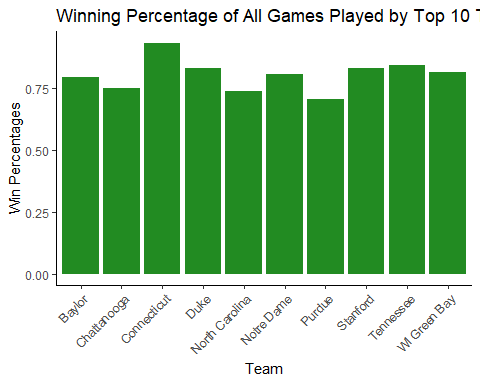 Winning Percentage of All Games Played by Top 10 T
Win Percentages
0.75
0.50
0.25
0.00
Baylor
Chattanooga
Connecticut
Duke
North Carolina
Notre Dame
Purdue
Stanford
Tennessee
WI Green Bay
Team